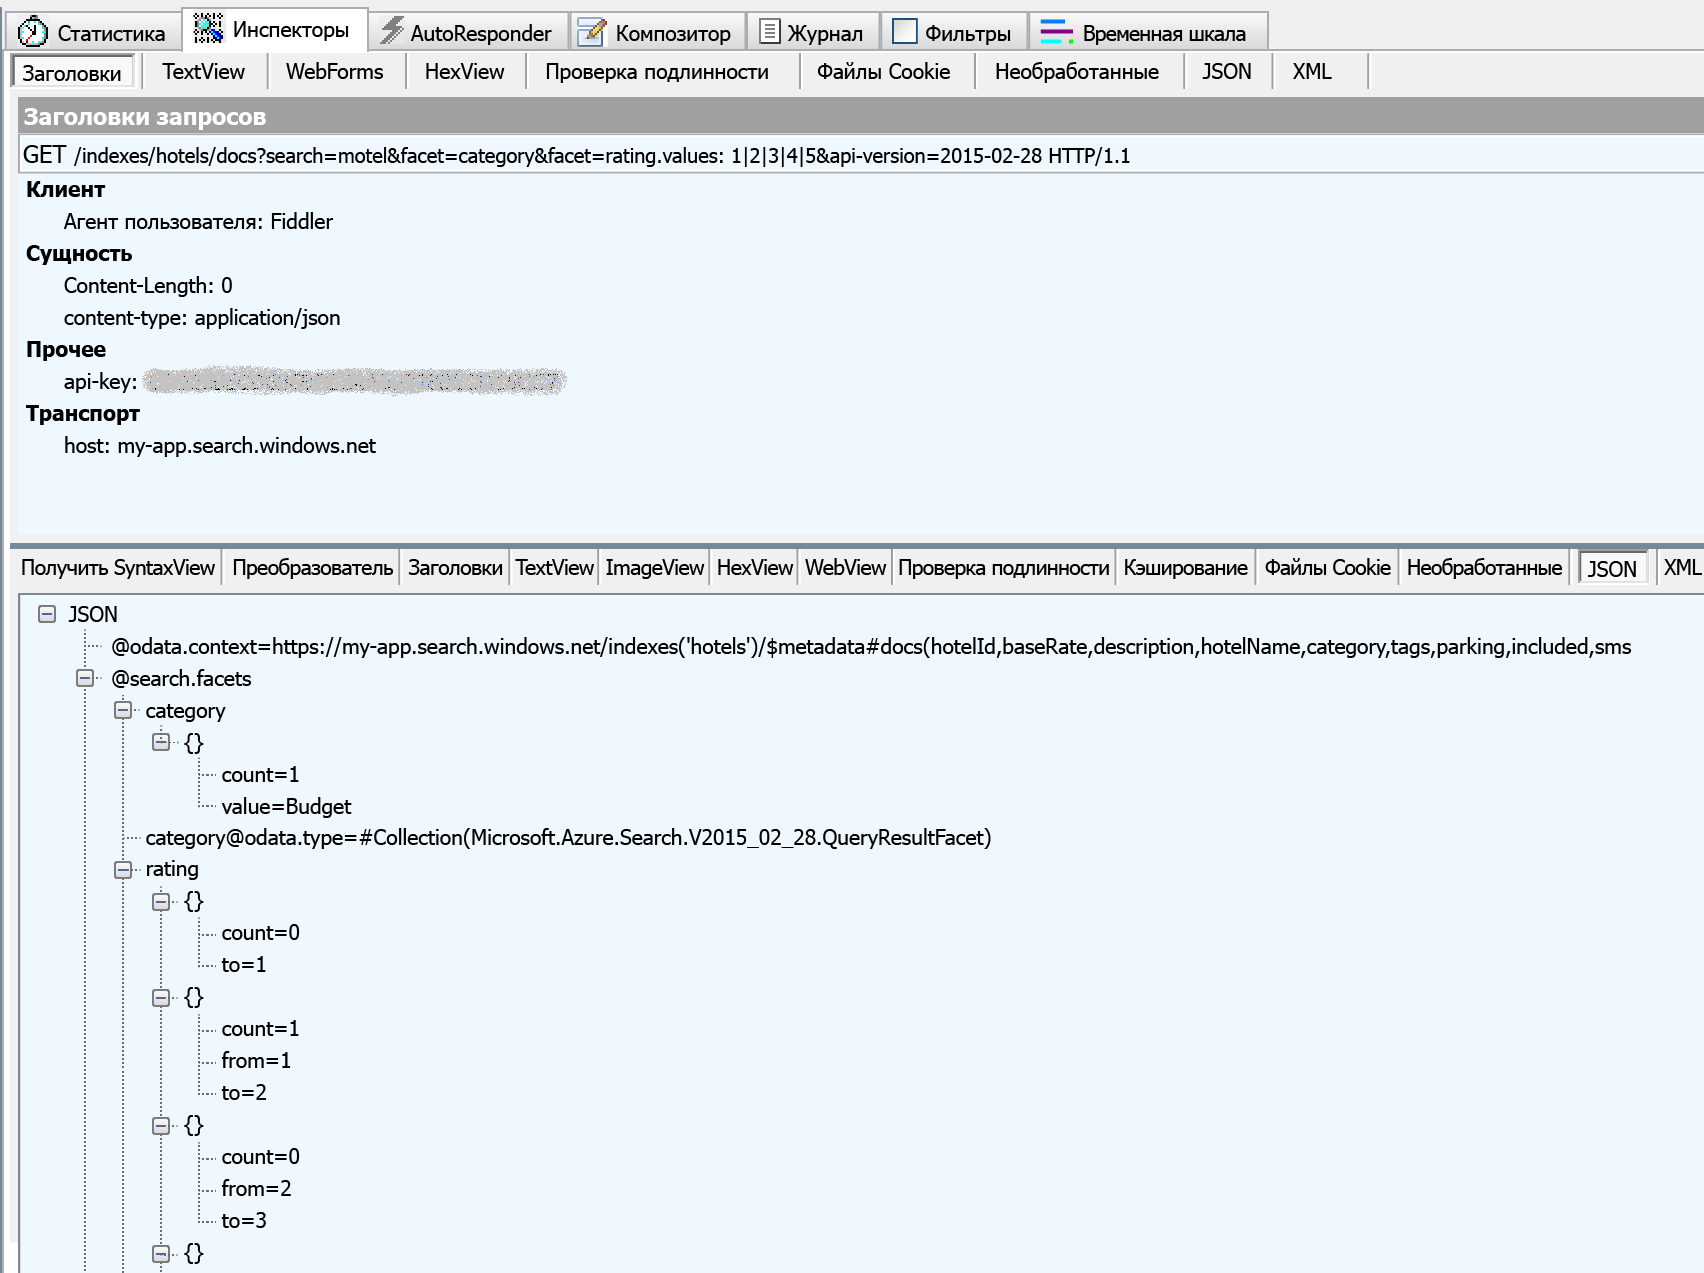 Статистика Инспекторы AutoResponder Композитор Журнал Фильтры Временная шкала
Заголовки TextView WebForms HexView Проверка подлинности Файлы Cookie Необработанные JSON XML
Заголовки запросов
GET /indexes/hotels/docs?search=motel&facet=category&facet=rating.values: 1|2|3|4|5&api-version=2015-02-28 HTTP/1.1
Клиент
Агент пользователя: Fiddler
Сущность
Content-Length: 0
content-type: application/json
Прочее
api-key:
Транспорт
host: my-app.search.windows.net
Получить SyntaxView Преобразователь Заголовки TextView ImageView HexView WebView Проверка подлинности Кэширование Файлы Cookie Необработанные JSON XML
JSON
@odata.context=https://my-app.search.windows.net/indexes('hotels')/$metadata#docs(hotelId,baseRate,description,hotelName,category,tags,parking,included,sms
@search.facets
category
{}
count=1
value=Budget
category@odata.type=#Collection(Microsoft.Azure.Search.V2015_02_28.QueryResultFacet)
rating
{}
count=0
to=1
{}
count=1
from=1
to=2
{}
count=0
from=2
to=3
{}